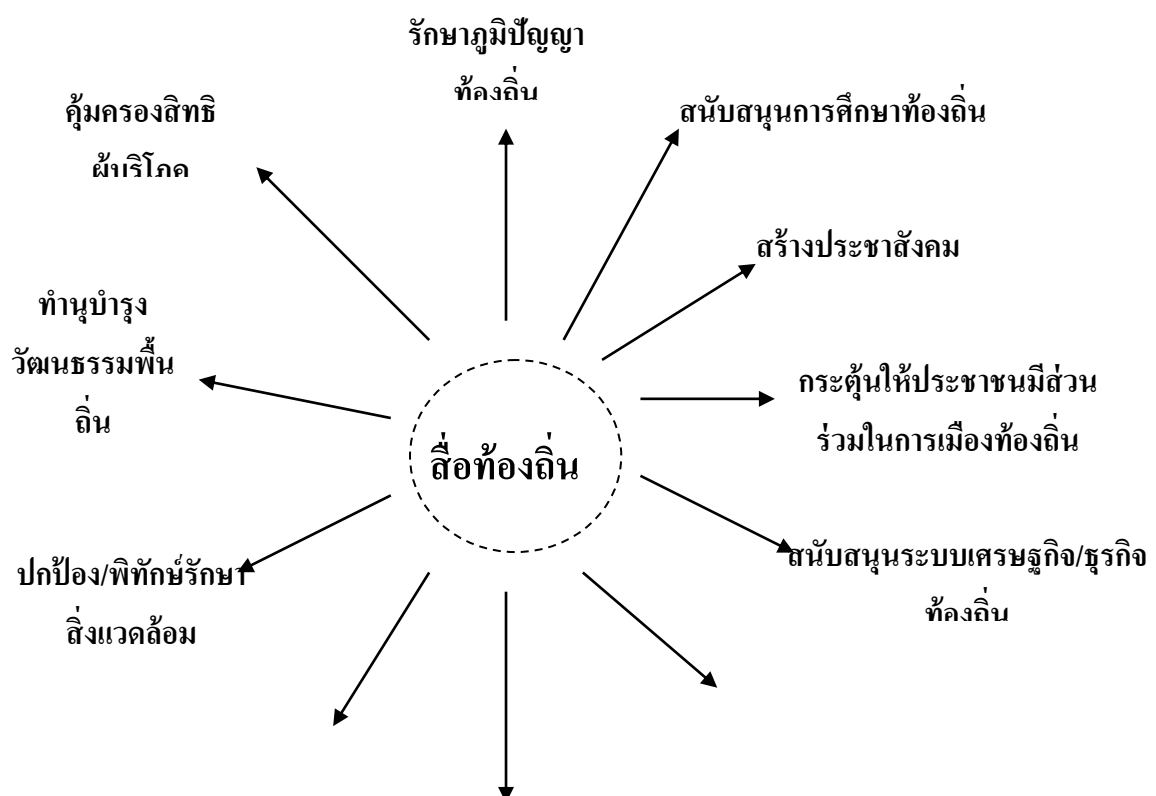 รักษาภูมิปัญญา
ท้องถิ่น
คุ้มครองสิทธิ
ผู้บริโภค
สนับสนุนการศึกษาท้องถิ่น
สร้างประชาสังคม
ทำนุบำรุง
วัฒนธรรมพื้น
ถิ่น
กระตุ้นให้ประชาชนมีส่วน
ร่วมในการเมืองท้องถิ่น
สื่อท้องถิ่น
ปกป้อง/พิทักษ์รักษา
สิ่งแวดล้อม
สนับสนุนระบบเศรษฐกิจ/ธุรกิจ
ท้องถิ่น